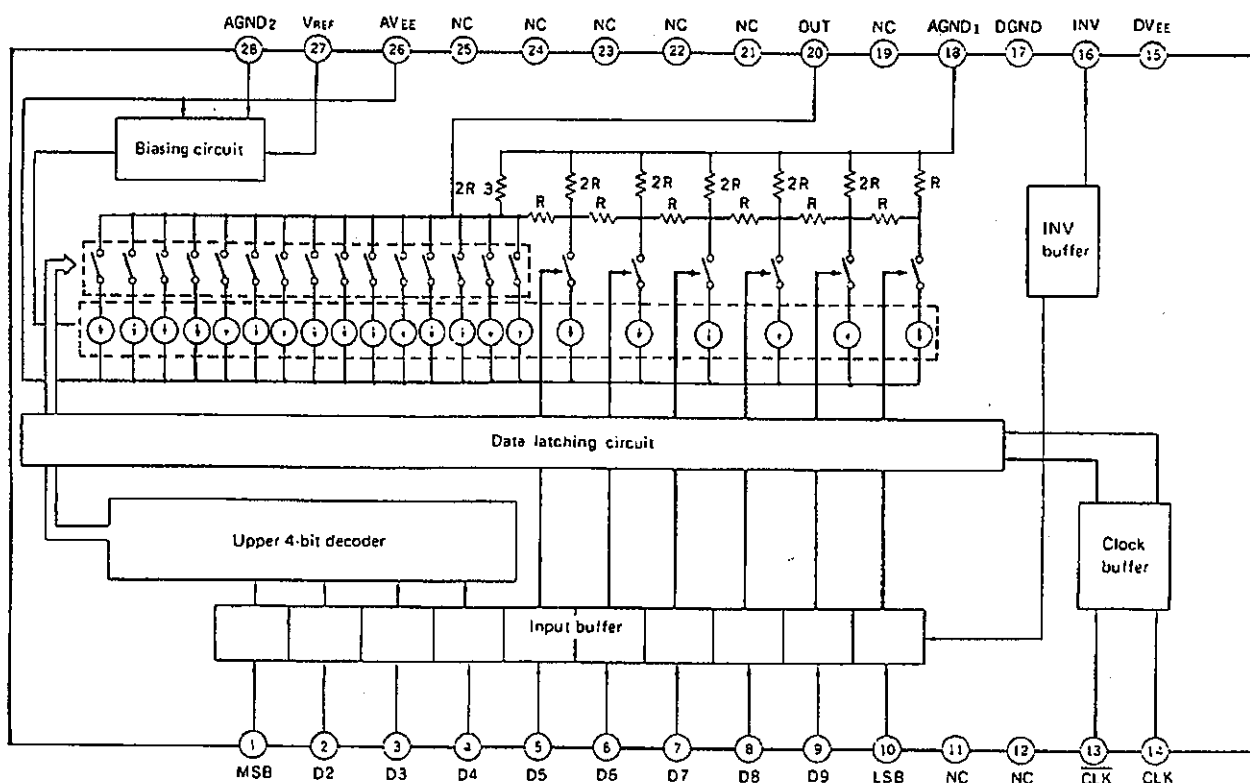 AGND2 VREF AVEE NC NC NC NC NC OUT NC AGND1 DGND INV DVEE
28 27 26 25 24 23 22 21 20 19 18 17 16 15
Biasing circuit
2R 2R 2R 2R 2R 2R 2R R
R R R R R R
INV
buffer
Data latching circuit
Upper 4-bit decoder
Clock
buffer
Input buffer
1 2 3 4 5 6 7 8 9 10 11 12 13 14
MSB D2 D3 D4 D5 D6 D7 D8 D9 LSB NC NC CLK CLK